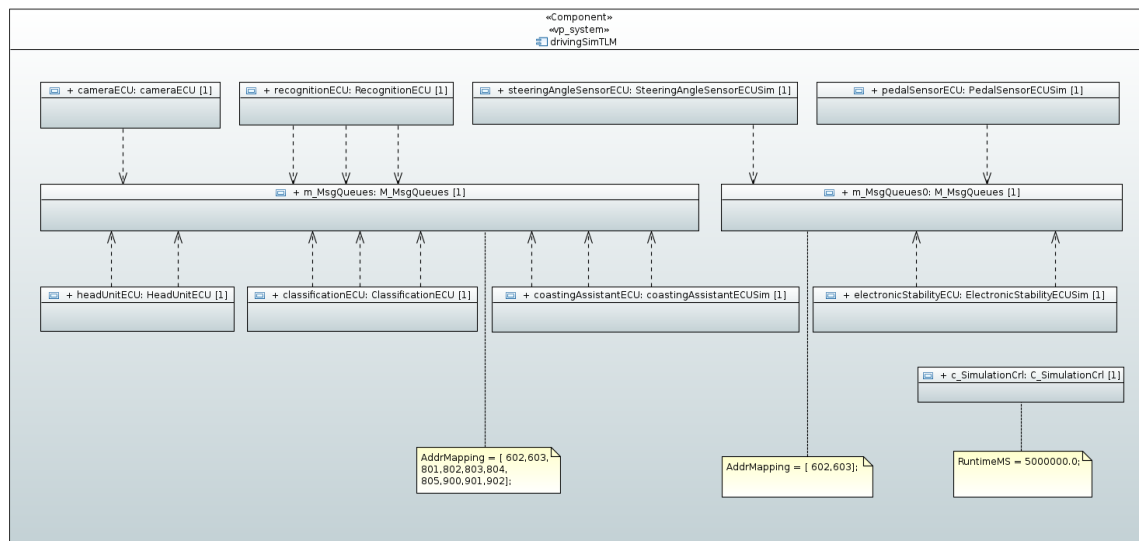 «Component»
«vp_system»
drivingSimTLM
+ cameraECU: cameraECU [1]
+ recognitionECU: RecognitionECU [1]
+ steeringAngleSensorECU: SteeringAngleSensorECUSim [1]
+ pedalSensorECU: PedalSensorECUSim [1]
+ m_MsgQueues: M_MsgQueues [1]
+ m_MsgQueues0: M_MsgQueues [1]
+ headUnitECU: HeadUnitECU [1]
+ classificationECU: ClassificationECU [1]
+ coastingAssistantECU: coastingAssistantECUSim [1]
+ electronicStabilityECU: ElectronicStabilityECUSim [1]
+ c_SimulationCrl: C_SimulationCrl [1]
AddrMapping = [ 602,603,
801,802,803,804,
805,900,901,902];
AddrMapping = [ 602,603];
RuntimeMS = 5000000.0;